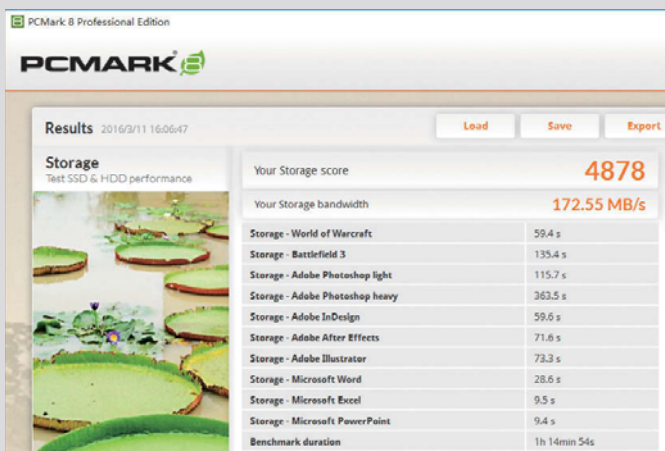 PCMark 8 Professional Edition
PCMARK® 8
Results 2016/3/11 16:06:47
Load Save Export
Storage
Test SSD & HDD performance
Your Storage score 4878
Your Storage bandwidth 172.55 MB/s
Storage - World of Warcraft 59.4 s
Storage - Battlefield 3 135.4 s
Storage - Adobe Photoshop light 115.7 s
Storage - Adobe Photoshop heavy 363.5 s
Storage - Adobe InDesign 59.6 s
Storage - Adobe After Effects 71.6 s
Storage - Adobe Illustrator 73.3 s
Storage - Microsoft Word 28.6 s
Storage - Microsoft Excel 9.5 s
Storage - Microsoft PowerPoint 9.4 s
Benchmark duration 1h 14min 54s